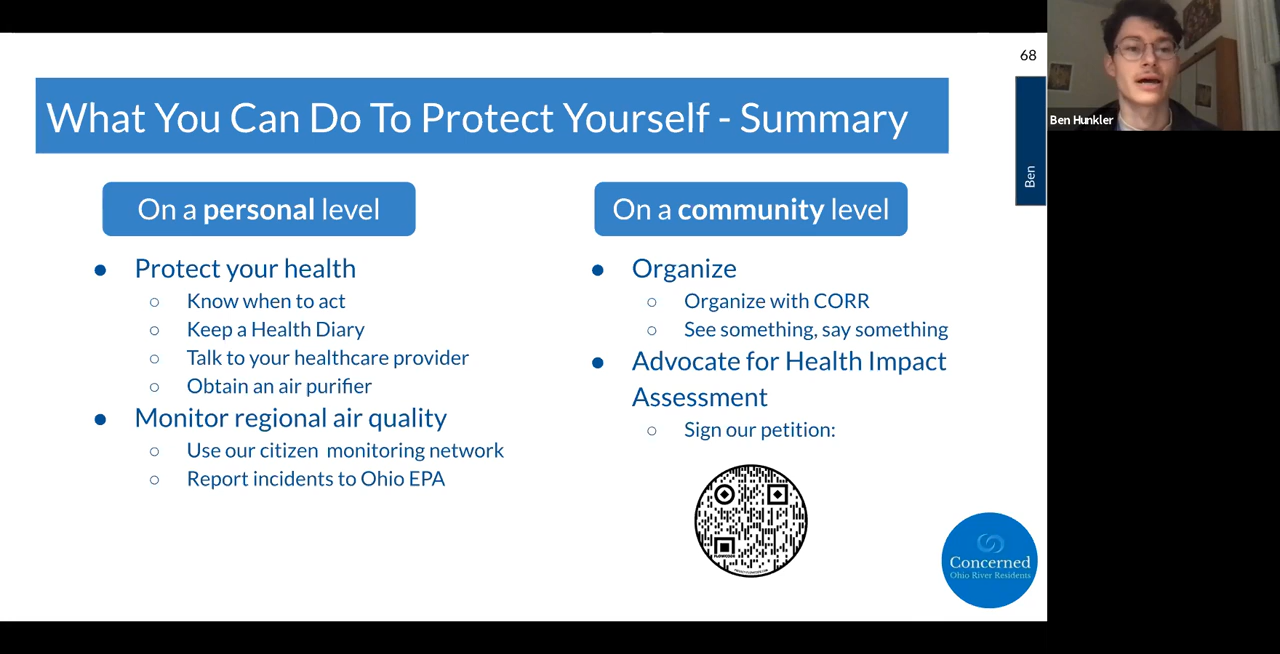 68
What You Can Do To Protect Yourself - Summary
Ben
Ben Hunkler
On a personal level
● Protect your health
○ Know when to act
○ Keep a Health Diary
○ Talk to your healthcare provider
○ Obtain an air purifier
● Monitor regional air quality
○ Use our citizen monitoring network
○ Report incidents to Ohio EPA
On a community level
● Organize
○ Organize with CORR
○ See something, say something
● Advocate for Health Impact
Assessment
○ Sign our petition:
Concerned
Ohio River Residents